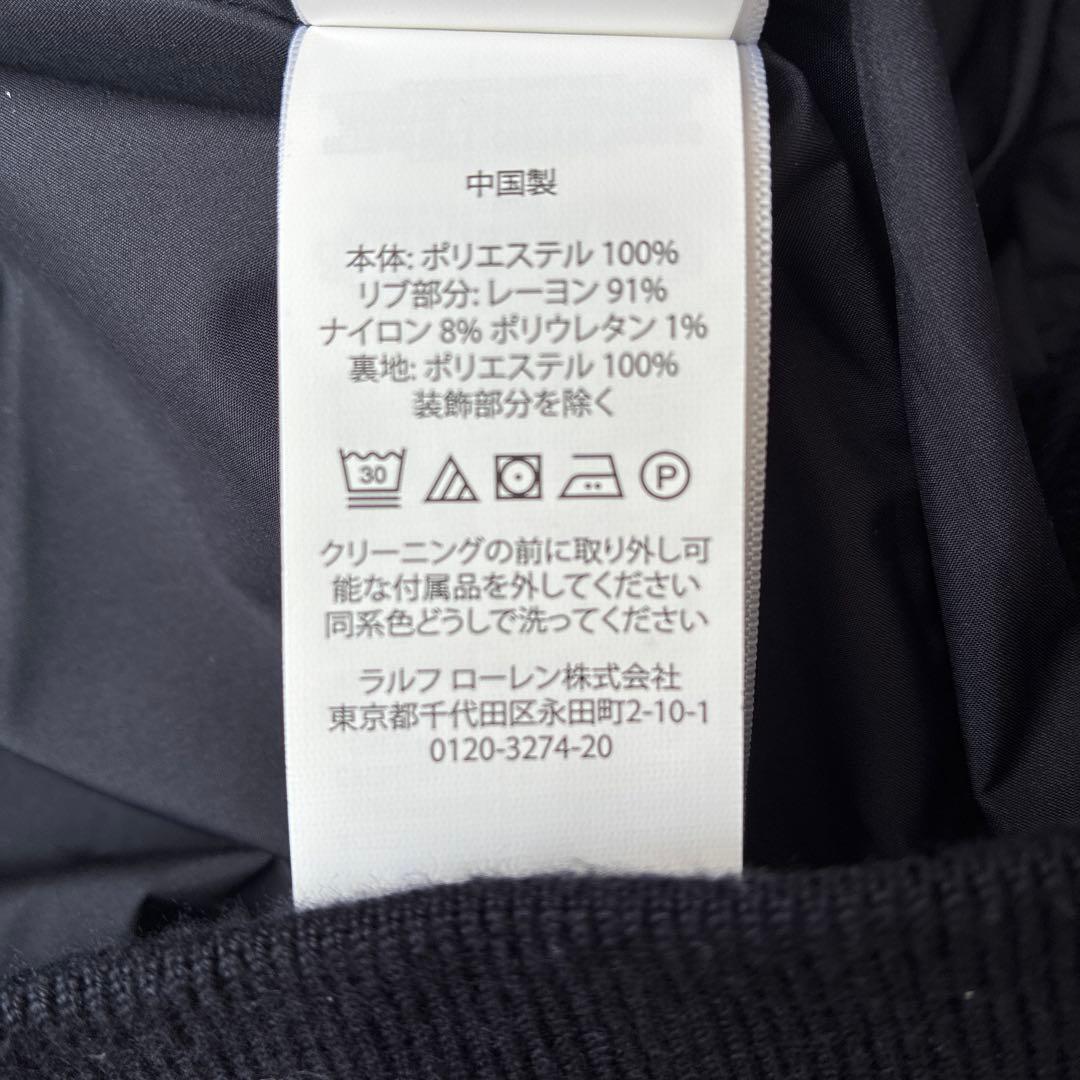 中国製
本体: ポリエステル 100%
リブ部分: レーヨン 91%
ナイロン 8% ポリウレタン 1%
裏地: ポリエステル 100%
装飾部分を除く
30 P
クリーニングの前に取り外し可
能な付属品を外してください
同系色どうしで洗ってください
ラルフ ローレン株式会社
東京都千代田区永田町2-10-1
0120-3274-20